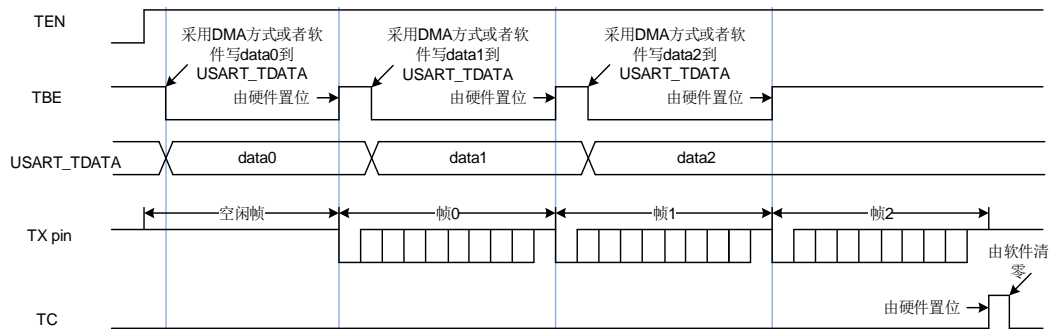 TEN
采用DMA方式或者软
件写data0到
USART_TDATA
采用DMA方式或者软
件写data1到
USART_TDATA
采用DMA方式或者软
件写data2到
USART_TDATA
TBE
由硬件置位
由硬件置位
由硬件置位
USART_TDATA
data0
data1
data2
空闲帧
帧0
帧1
帧2
TX pin
由软件清
零
由硬件置位
TC